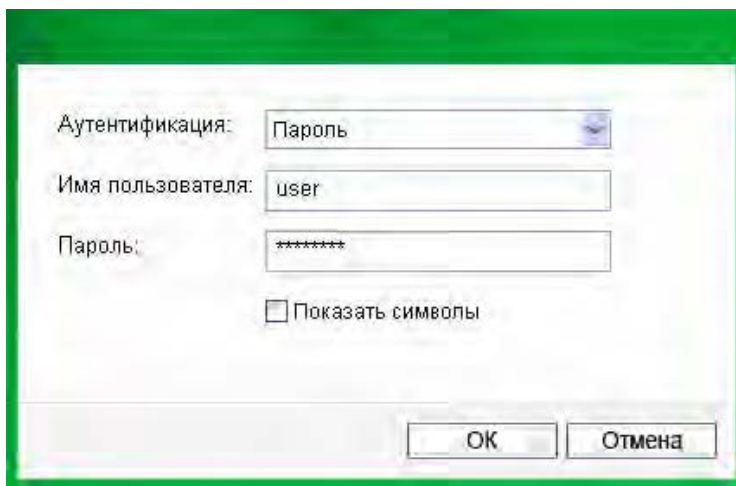 Аутентификация: Пароль
Имя пользователя: user
Пароль: ********
Показать символы
OK Отмена